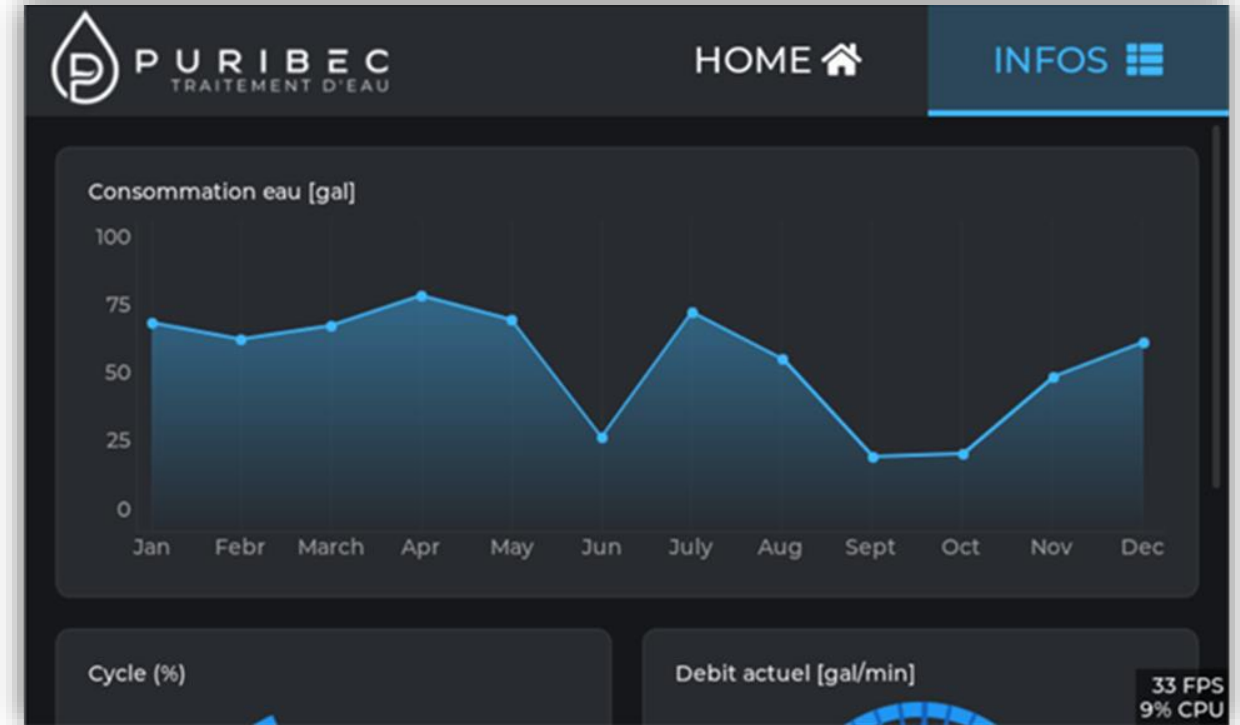 PURIBEC
TRAITEMENT D'EAU
HOME
INFOS
Consommation eau [gal]
100
75
50
25
0
Jan Febr March Apr May Jun July Aug Sept Oct Nov Dec
Cycle (%)
Debit actuel [gal/min]
33 FPS
9% CPU